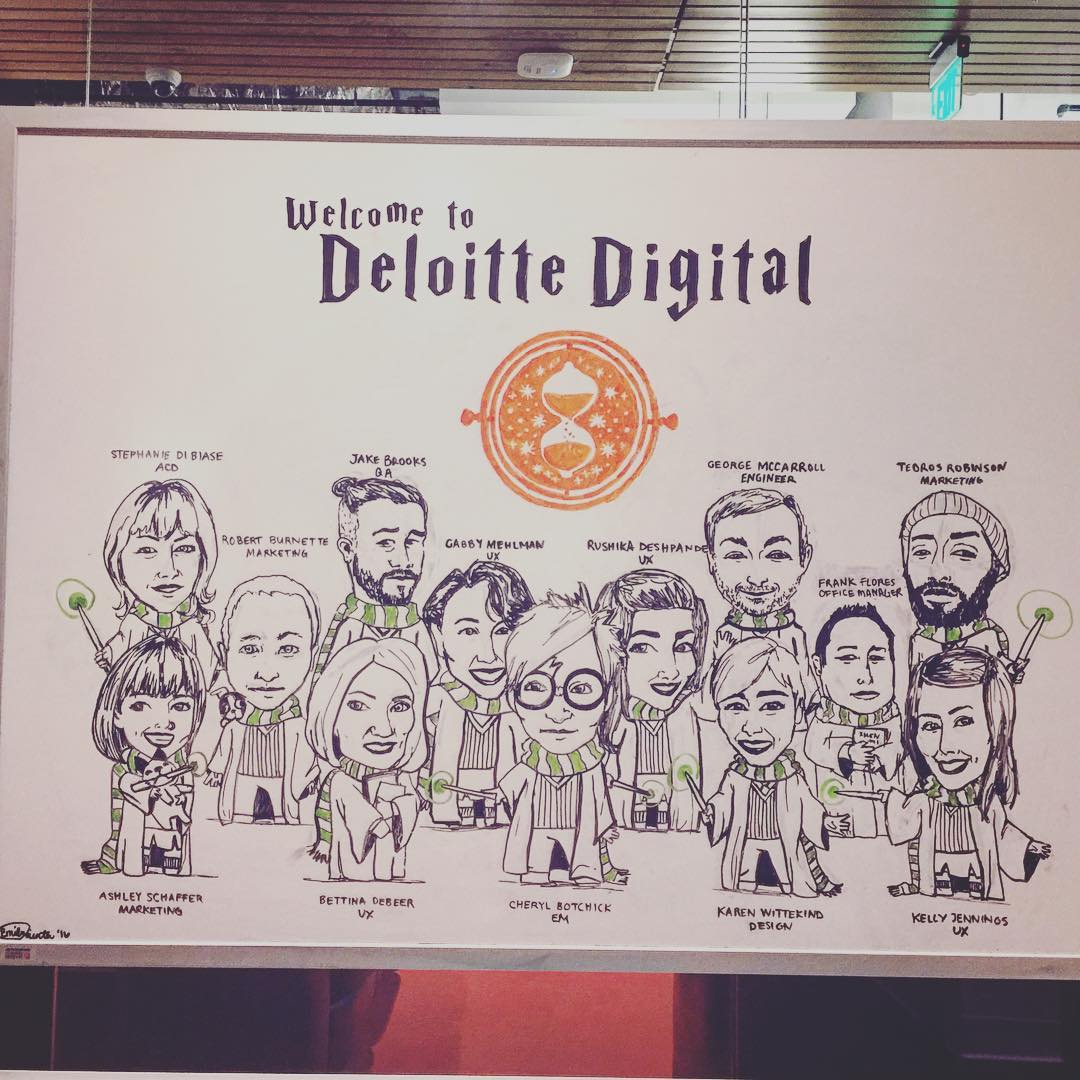 EXIT
Welcome to
Deloitte Digital
STEPHANIE DI BIASE
ACD
JAKE BROOKS
QA
GEORGE MCCARROLL
ENGINEER
TEDROS ROBINSON
MARKETING
ROBERT BURNETTE
MARKETING
GABBY MEHLMAN
UX
RUSHIKA DESHPANDE
UX
FRANK FLORES
OFFICE MANAGER
ASHLEY SCHAFFER
MARKETING
BETTINA DEBEER
UX
CHERYL BOTCHICK
EM
KAREN WITTEKIND
DESIGN
KELLY JENNINGS
UX
'16